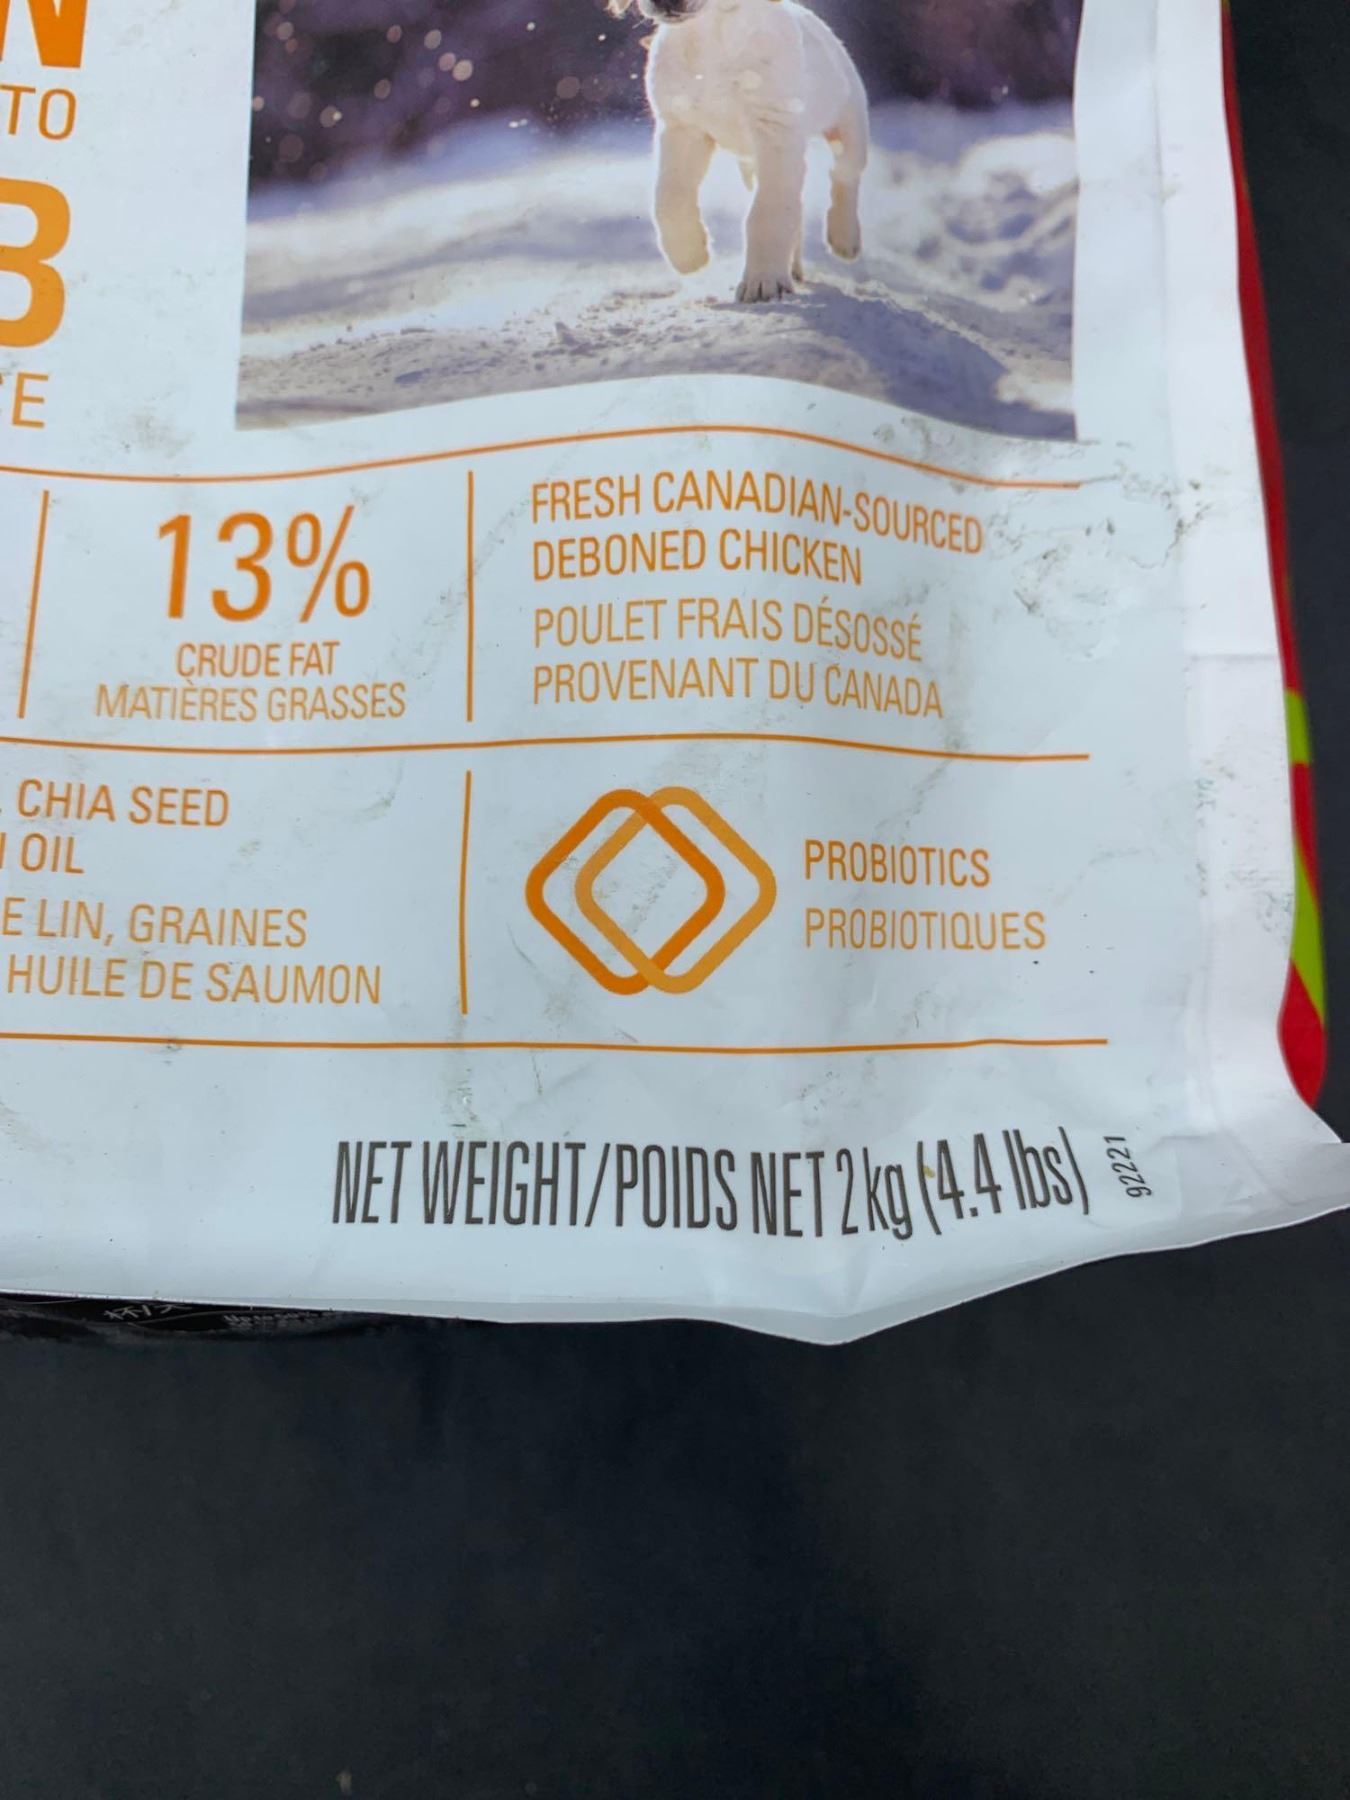 N
TO
B
CE
13%
CRUDE FAT
MATIÈRES GRASSES
FRESH CANADIAN-SOURCED
DEBONED CHICKEN
POULET FRAIS DÉSOSSÉ
PROVENANT DU CANADA
, CHIA SEED
OIL
E LIN, GRAINES
HUILE DE SAUMON
PROBIOTICS
PROBIOTIQUES
NET WEIGHT/POIDS NET 2 kg (4.4 lbs)
92221